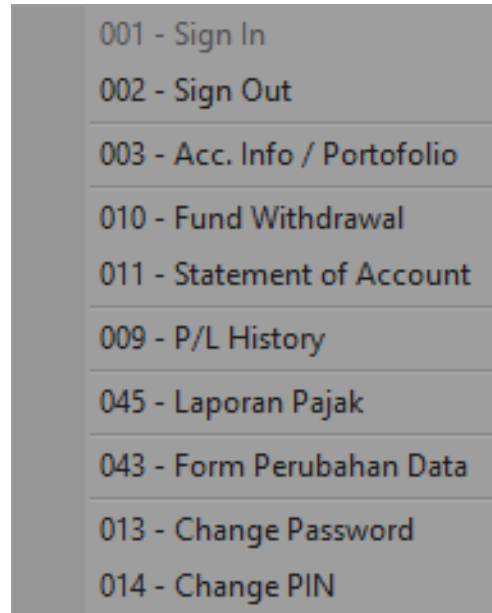 001 - Sign In
002 - Sign Out
003 - Acc. Info / Portofolio
010 - Fund Withdrawal
011 - Statement of Account
009 - P/L History
045 - Laporan Pajak
043 - Form Perubahan Data
013 - Change Password
014 - Change PIN